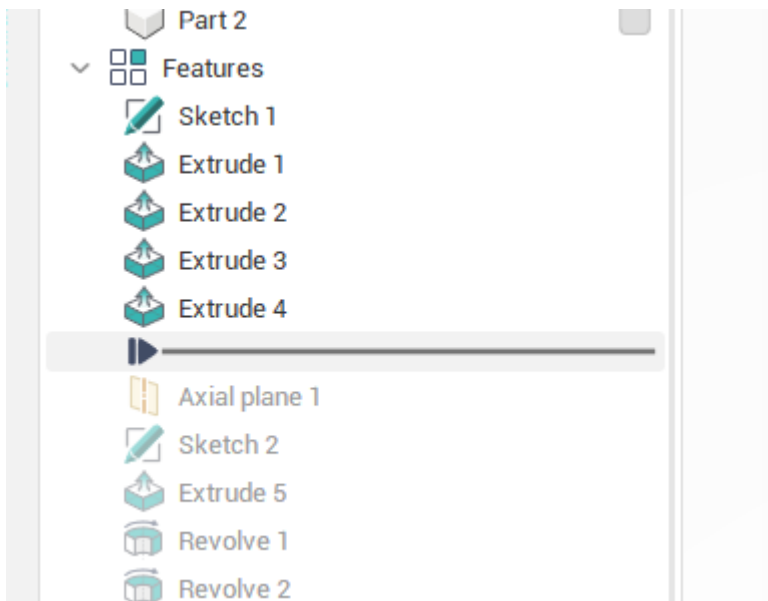 Part 2
Features
Sketch 1
Extrude 1
Extrude 2
Extrude 3
Extrude 4
Axial plane 1
Sketch 2
Extrude 5
Revolve 1
Revolve 2